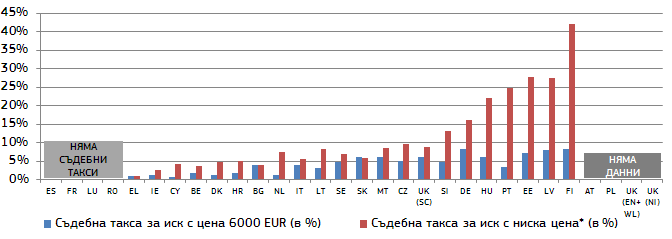 45%
40%
35%
30%
25%
20%
15%
10%
5%
0%
НЯМА
СЪДЕБНИ
ТАКСИ
НЯМА
ДАННИ
ES FR LU RO EL IE CY BE DK HR BG NL IT LT SE SK MT CZ UK SI DE HU PT EE LV FI AT PL UK UK
(SC) (EN+ (NI)
WL)
Съдебна такса за иск с цена 6000 EUR (в %) Съдебна такса за иск с ниска цена* (в %)